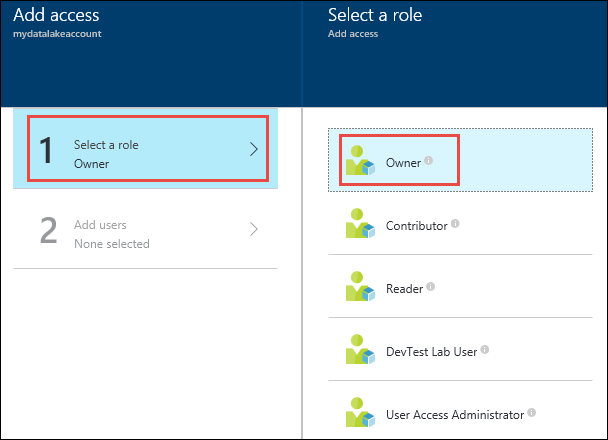 Add access
mydatalakeaccount
1
Select a role
Owner
2
Add users
None selected
Select a role
Add access
Owner
Contributor
Reader
DevTest Lab User
User Access Administrator